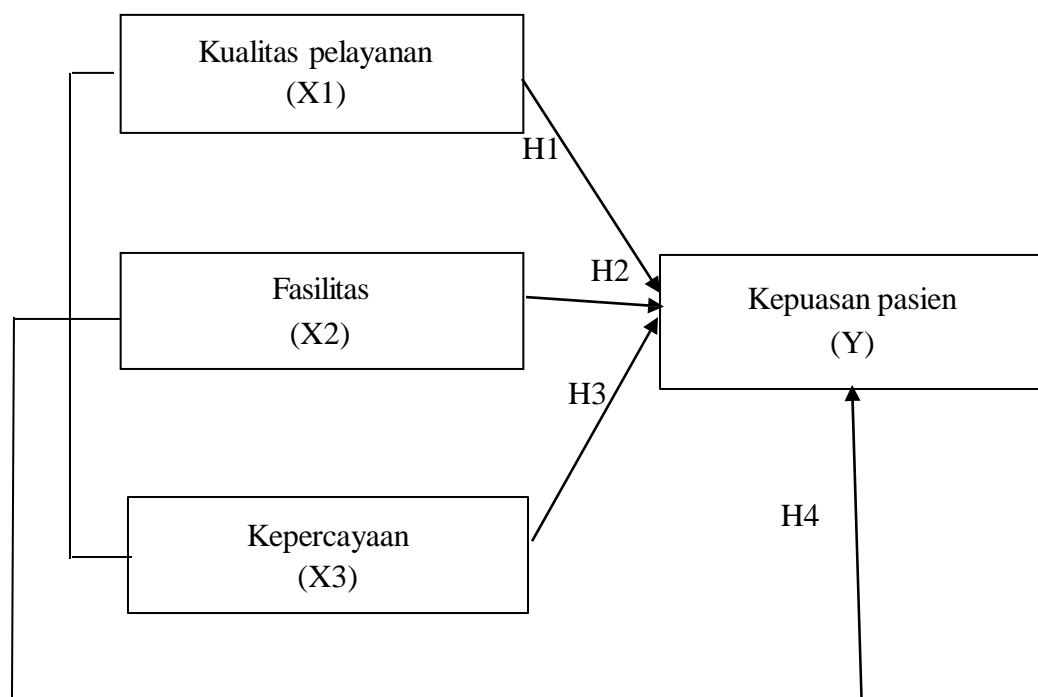 Kualitas pelayanan
(X1)
H1
Fasilitas
(X2)
H2
Kepuasan pasien
(Y)
H3
Kepercayaan
(X3)
H4